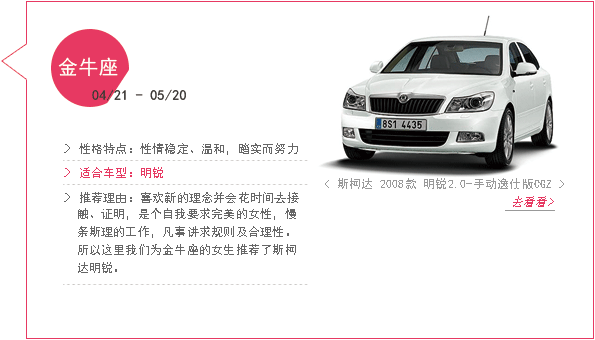 金牛座
04/21 - 05/20
性格特点：性情稳定、温和，踏实而努力
适合车型：明锐
推荐理由：喜欢新的理念并会花时间去接
触、证明，是个自我要求完美的女性，慢
条斯理的工作，凡事讲求规则及合理性。
所以这里我们为金牛座的女生推荐了斯柯
达明锐。
8S1 4435
< 斯柯达 2008款 明锐2.0-手动逸仕版CGZ >
去看看>